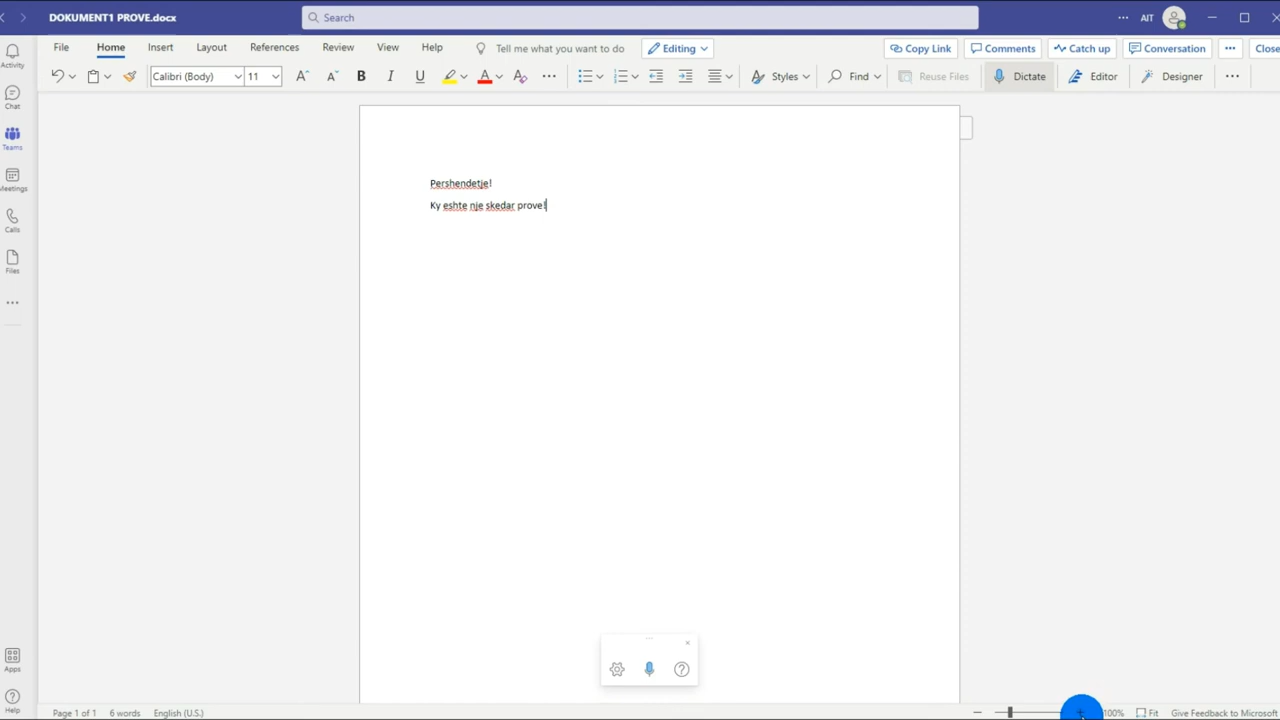 DOKUMENT1 PROVE.docx
Search
AIT
File Home Insert Layout References Review View Help Tell me what you want to do Editing Copy Link Comments Catch up Conversation Close
Calibri (Body) 11 B I U A Styles Find Reuse Files Dictate Editor Designer
Activity
Chat
Teams
Meetings
Calls
Files
Pershendetje!
Ky eshte nje skedar prove!
Apps
Help
Page 1 of 1 6 words English (U.S.) 100% Fit Give Feedback to Microsoft